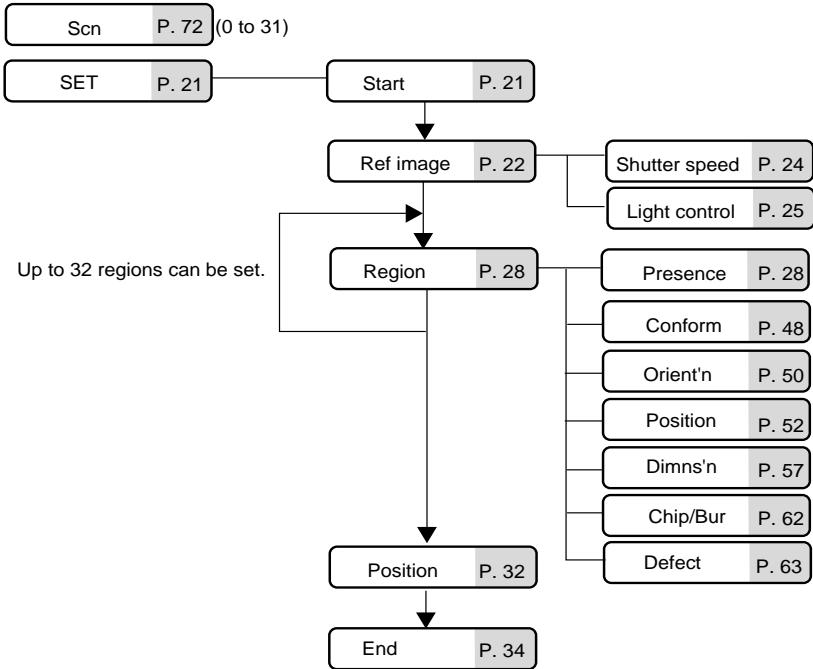 Scn P. 72 (0 to 31)
SET P. 21 Start P. 21
Ref image P. 22 Shutter speed P. 24
Light control P. 25
Up to 32 regions can be set. Region P. 28 Presence P. 28
Conform P. 48
Orient'n P. 50
Position P. 52
Dimns'n P. 57
Chip/Bur P. 62
Defect P. 63
Position P. 32
End P. 34